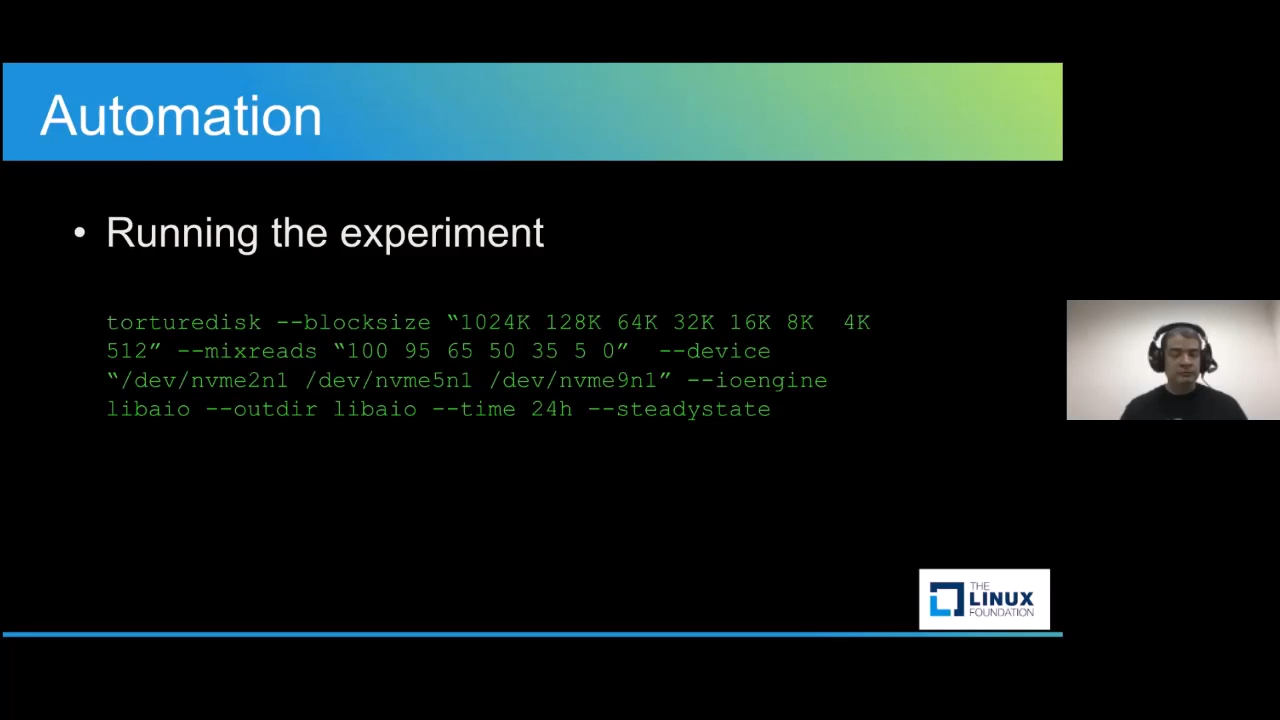 Automation
• Running the experiment
torturedisk --blocksize “1024K 128K 64K 32K 16K 8K  4K
512” --mixreads “100 95 65 50 35 5 0”  --device
“/dev/nvme2n1 /dev/nvme5n1 /dev/nvme9n1” --ioengine
libaio --outdir libaio --time 24h --steadystate
THE
LINUX
FOUNDATION